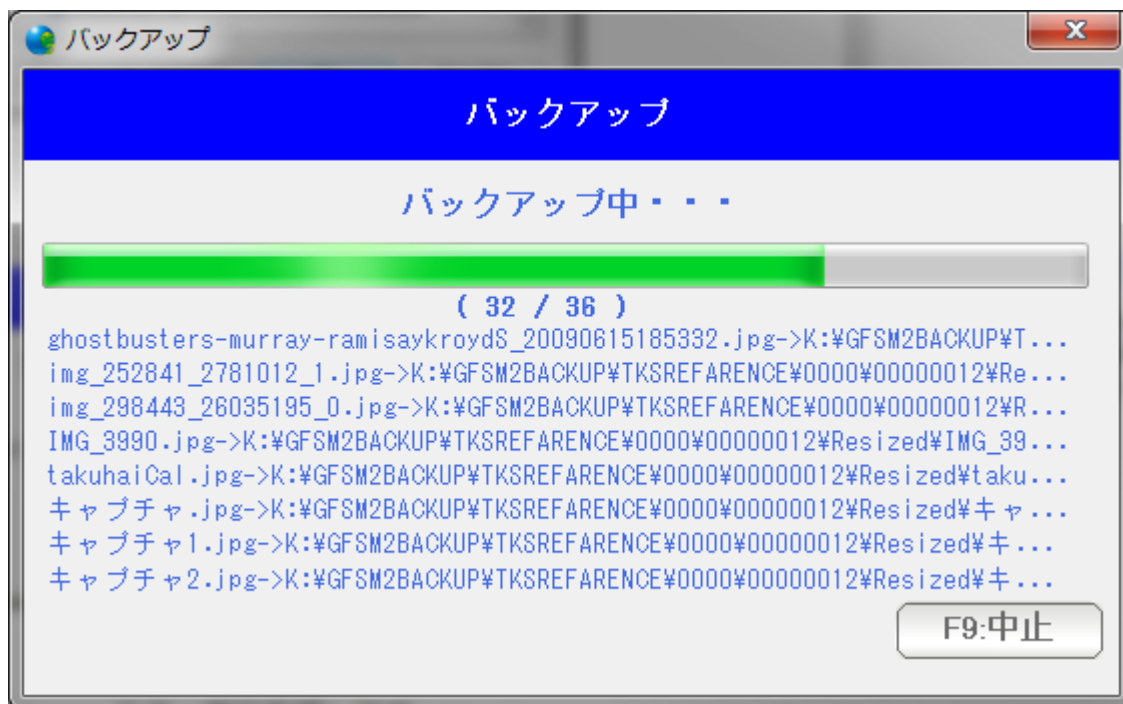 バックアップ
バックアップ
バックアップ中・・・
( 32 / 36 )
ghostbusters-murray-ramisaykroydS_20090615185332.jpg->K:¥GFSM2BACKUP¥T...
img_252841_2781012_1.jpg->K:¥GFSM2BACKUP¥TKSREFARENCE¥0000¥00000012¥Re...
img_298443_26035195_0.jpg->K:¥GFSM2BACKUP¥TKSREFARENCE¥0000¥00000012¥R...
IMG_3990.jpg->K:¥GFSM2BACKUP¥TKSREFARENCE¥0000¥00000012¥Resized¥IMG_39...
takuhaiCal.jpg->K:¥GFSM2BACKUP¥TKSREFARENCE¥0000¥00000012¥Resized¥taku...
キャプチャ.jpg->K:¥GFSM2BACKUP¥TKSREFARENCE¥0000¥00000012¥Resized¥キャ...
キャプチャ1.jpg->K:¥GFSM2BACKUP¥TKSREFARENCE¥0000¥00000012¥Resized¥キ...
キャプチャ2.jpg->K:¥GFSM2BACKUP¥TKSREFARENCE¥0000¥00000012¥Resized¥キ...
F9:中止